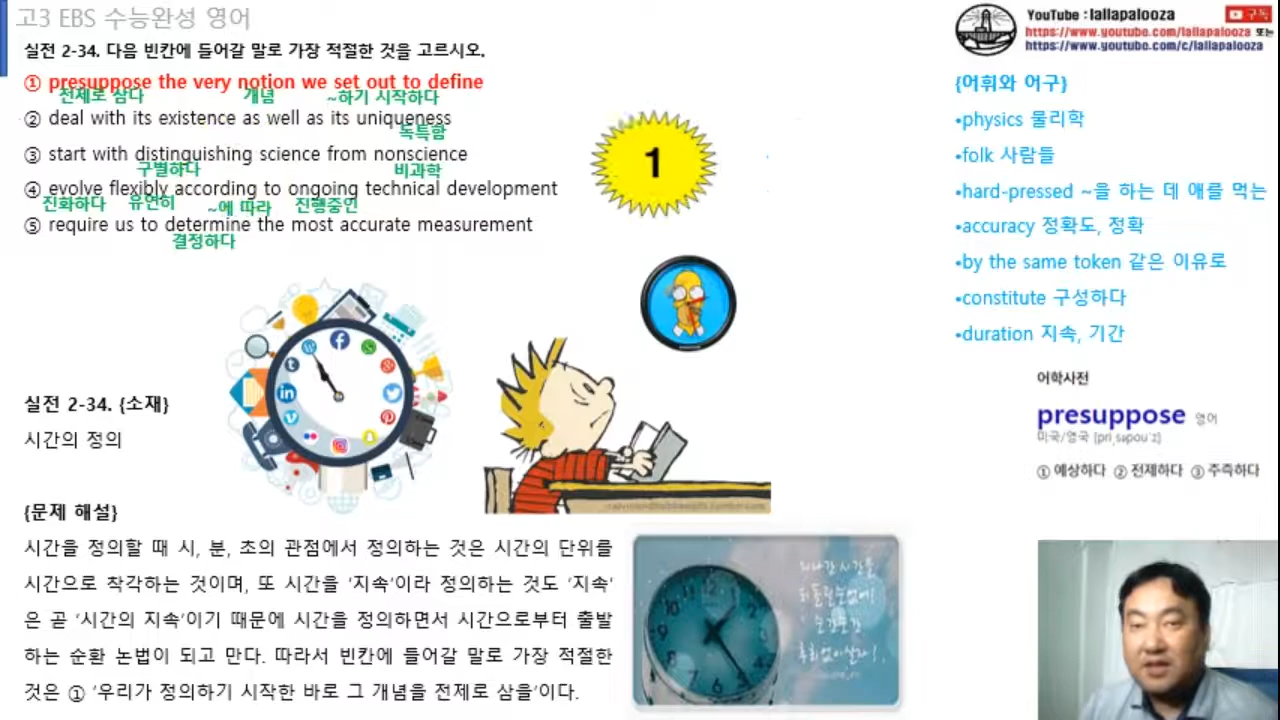 고3 EBS 수능완성 영어
실전 2-34. 다음 빈칸에 들어갈 말로 가장 적절한 것을 고르시오.
① presuppose the very notion we set out to define
전제로 삼다 개념 ~하기 시작하다
② deal with its existence as well as its uniqueness
독특함
③ start with distinguishing science from nonscience
구별하다 비과학
④ evolve flexibly according to ongoing technical development
진화하다 유연히 ~에 따라 진행중인
⑤ require us to determine the most accurate measurement
결정하다
1
실전 2-34. {소재}
시간의 정의
{문제 해설}
시간을 정의할 때 시, 분, 초의 관점에서 정의하는 것은 시간의 단위를
시간으로 착각하는 것이며, 또 시간을 '지속'이라 정의하는 것도 '지속'
은 곧 '시간의 지속'이기 때문에 시간을 정의하면서 시간으로부터 출발
하는 순환 논법이 되고 만다. 따라서 빈칸에 들어갈 말로 가장 적절한
것은 ① '우리가 정의하기 시작한 바로 그 개념을 전제로 삼을'이다.
YouTube : lallapalooza
구독
https://www.youtube.com/lallapalooza 또는
https://www.youtube.com/c/lallapalooza
{어휘와 어구}
•physics 물리학
•folk 사람들
•hard-pressed ~을 하는 데 애를 먹는
•accuracy 정확도, 정확
•by the same token 같은 이유로
•constitute 구성하다
•duration 지속, 기간
어학사전
presuppose 영어
미국/영국 [priˌsəpoʊˈz]
① 예상하다 ② 전제하다 ③ 주측하다